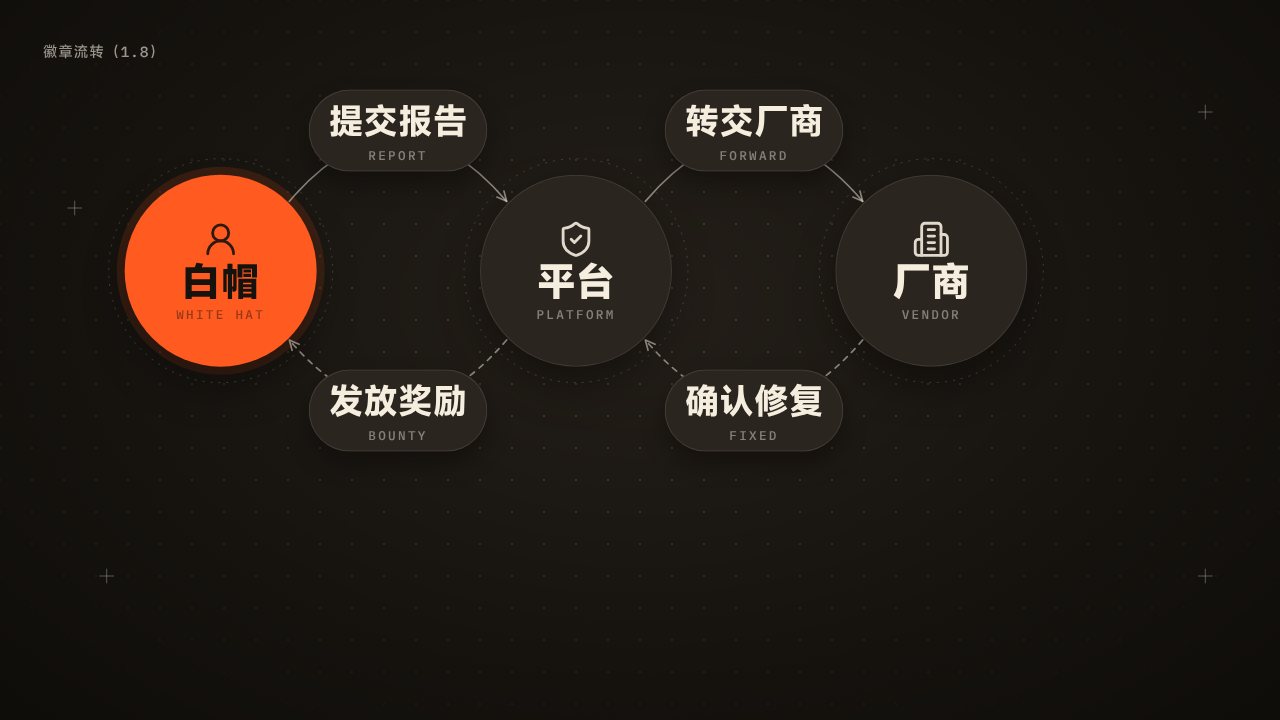 徽章流转（1.8）
提交报告
REPORT
转交厂商
FORWARD
白帽
WHITE HAT
平台
PLATFORM
厂商
VENDOR
发放奖励
BOUNTY
确认修复
FIXED